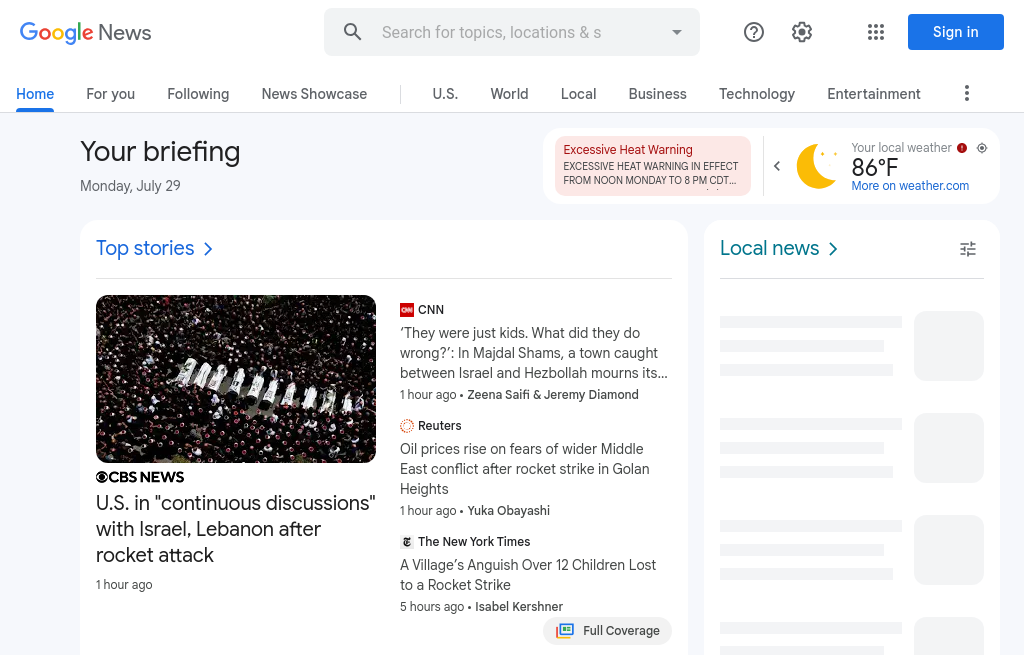 Google News
Search for topics, locations & s
Sign in
Home
For you
Following
News Showcase
U.S.
World
Local
Business
Technology
Entertainment
Your briefing
Monday, July 29
Excessive Heat Warning
EXCESSIVE HEAT WARNING IN EFFECT
FROM NOON MONDAY TO 8 PM CDT...
Your local weather
86°F
More on weather.com
Top stories
CBS NEWS
U.S. in "continuous discussions"
with Israel, Lebanon after
rocket attack
1 hour ago
CNN
‘They were just kids. What did they do
wrong?’: In Majdal Shams, a town caught
between Israel and Hezbollah mourns its...
1 hour ago • Zeena Saifi & Jeremy Diamond
Reuters
Oil prices rise on fears of wider Middle
East conflict after rocket strike in Golan
Heights
1 hour ago • Yuka Obayashi
The New York Times
A Village’s Anguish Over 12 Children Lost
to a Rocket Strike
5 hours ago • Isabel Kershner
Full Coverage
Local news